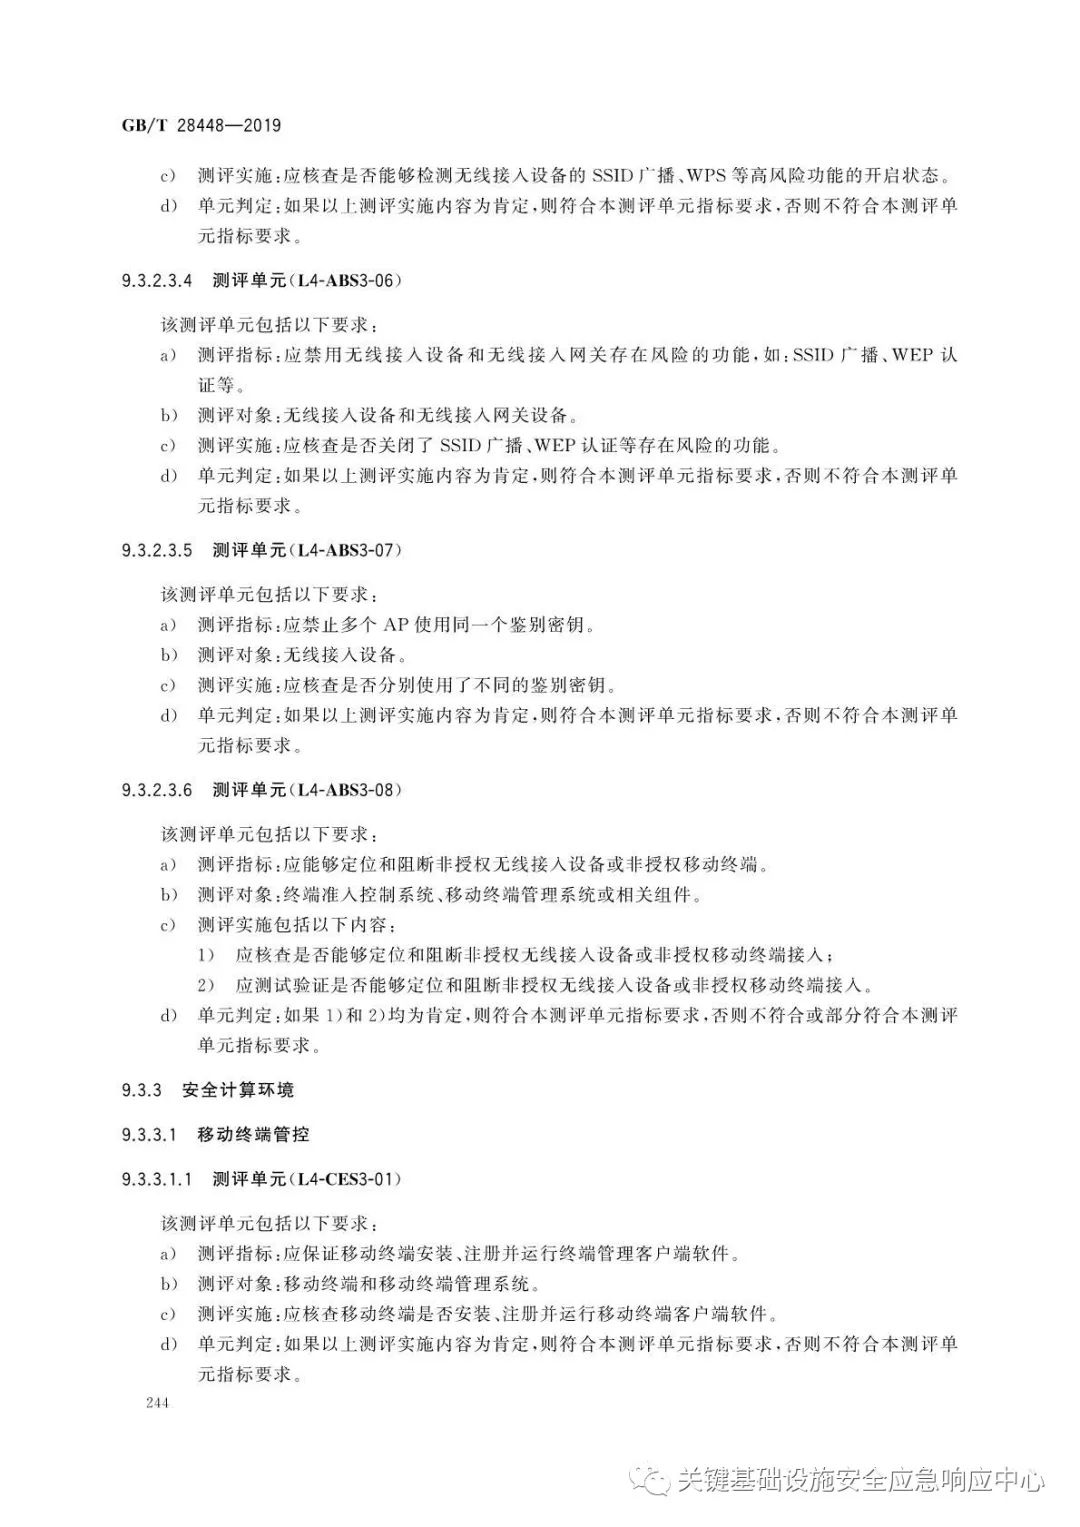 GB/T 28448—2019
c) 测评实施:应核查是否能够检测无线接入设备的 SSID 广播、WPS 等高风险功能的开启状态。
d) 单元判定:如果以上测评实施内容为肯定,则符合本测评单元指标要求,否则不符合本测评单
元指标要求。
9.3.2.3.4 测评单元(L4-ABS3-06)
该测评单元包括以下要求:
a) 测评指标:应禁用无线接入设备和无线接入网关存在风险的功能,如:SSID 广播、WEP 认
证等。
b) 测评对象:无线接入设备和无线接入网关设备。
c) 测评实施:应核查是否关闭了 SSID 广播、WEP 认证等存在风险的功能。
d) 单元判定:如果以上测评实施内容为肯定,则符合本测评单元指标要求,否则不符合本测评单
元指标要求。
9.3.2.3.5 测评单元(L4-ABS3-07)
该测评单元包括以下要求:
a) 测评指标:应禁止多个 AP 使用同一个鉴别密钥。
b) 测评对象:无线接入设备。
c) 测评实施:应核查是否分别使用了不同的鉴别密钥。
d) 单元判定:如果以上测评实施内容为肯定,则符合本测评单元指标要求,否则不符合本测评单
元指标要求。
9.3.2.3.6 测评单元(L4-ABS3-08)
该测评单元包括以下要求:
a) 测评指标:应能够定位和阻断非授权无线接入设备或非授权移动终端。
b) 测评对象:终端准入控制系统、移动终端管理系统或相关组件。
c) 测评实施包括以下内容:
1) 应核查是否能够定位和阻断非授权无线接入设备或非授权移动终端接入;
2) 应测试验证是否能够定位和阻断非授权无线接入设备或非授权移动终端接入。
d) 单元判定:如果 1)和 2)均为肯定,则符合本测评单元指标要求,否则不符合或部分符合本测评
单元指标要求。
9.3.3 安全计算环境
9.3.3.1 移动终端管控
9.3.3.1.1 测评单元(L4-CES3-01)
该测评单元包括以下要求:
a) 测评指标:应保证移动终端安装、注册并运行终端管理客户端软件。
b) 测评对象:移动终端和移动终端管理系统。
c) 测评实施:应核查移动终端是否安装、注册并运行移动终端客户端软件。
d) 单元判定:如果以上测评实施内容为肯定,则符合本测评单元指标要求,否则不符合本测评单
元指标要求。
244
关键基础设施安全应急响应中心